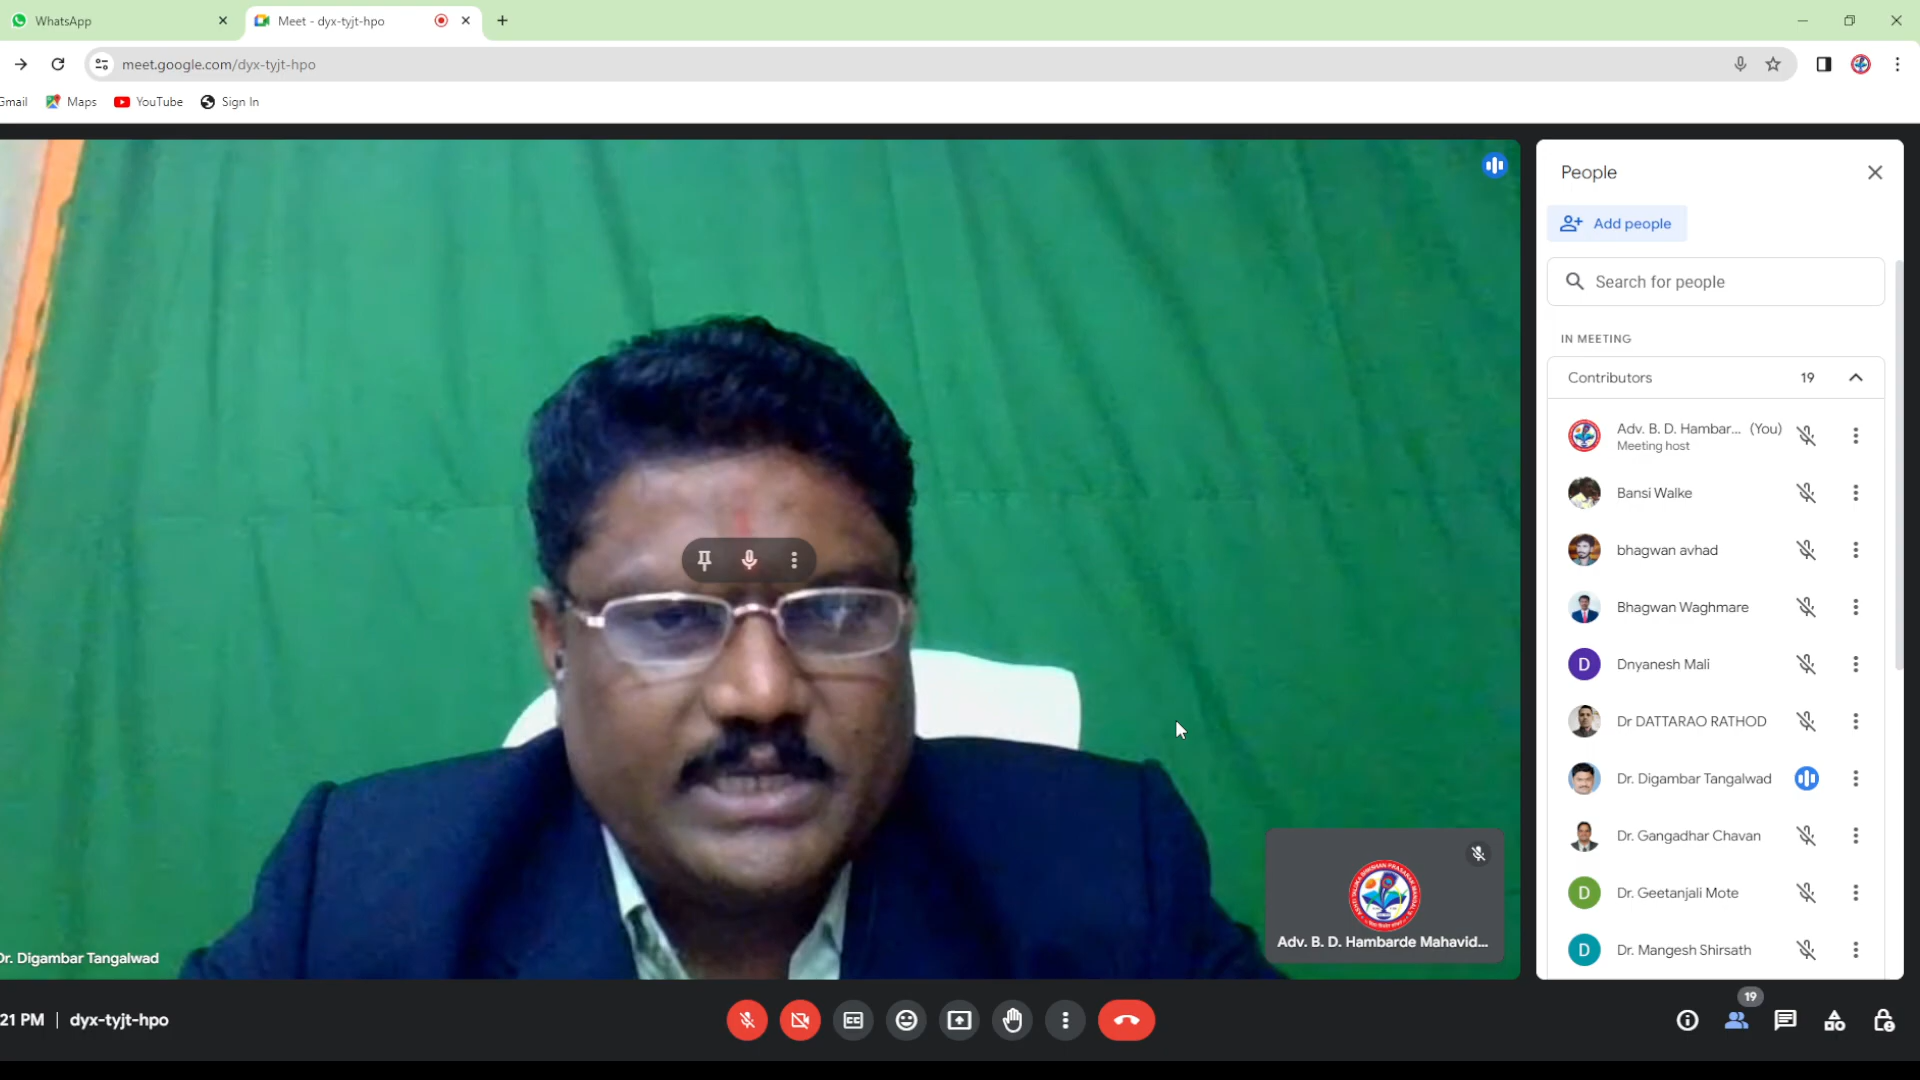 WhatsApp
Meet - dyx-tyjt-hpo
meet.google.com/dyx-tyjt-hpo
Gmail
Maps
YouTube
Sign In
People
Add people
Search for people
IN MEETING
Contributors 19
Adv. B. D. Hambar... (You)
Meeting host
Bansi Walke
bhagwan avhad
Bhagwan Waghmare
D Dnyanesh Mali
Dr DATTARAO RATHOD
Dr. Digambar Tangalwad
Dr. Gangadhar Chavan
D Dr. Geetanjali Mote
D Dr. Mangesh Shirsath
Adv. B. D. Hambarde Mahavid...
Dr. Digambar Tangalwad
21 PM | dyx-tyjt-hpo
19